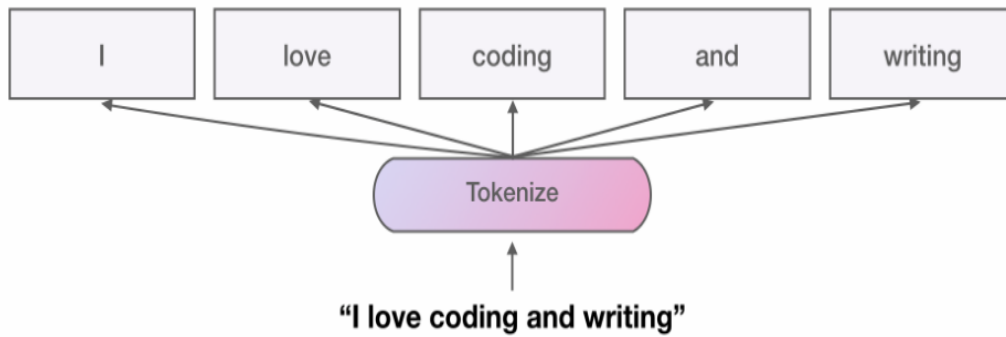 I love coding and writing
Tokenize
“I love coding and writing”